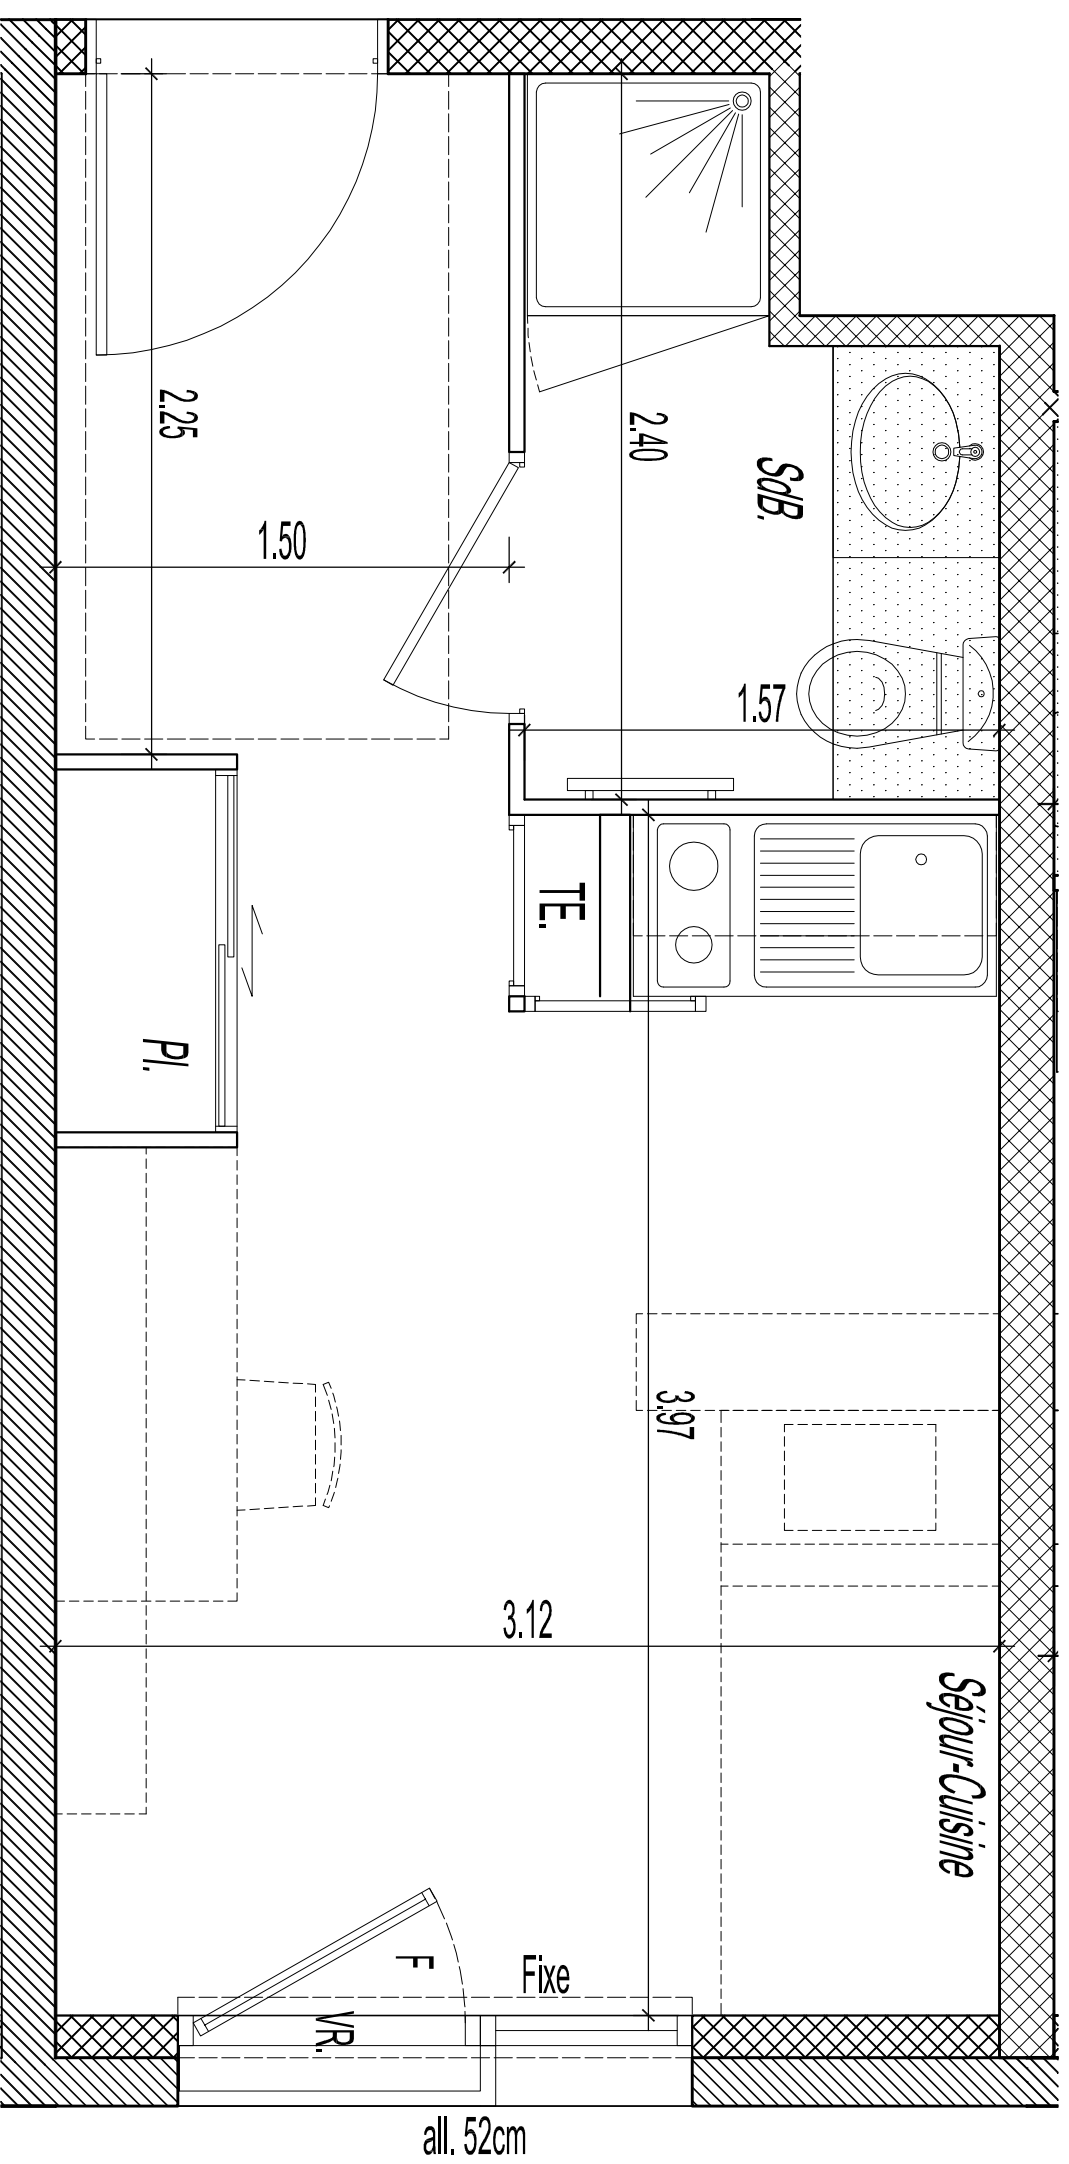 2.25
2.40
SdB.
1.50
1.57
TE.
Pl.
3.97
3.12
Séjour-Cuisine
F
Fixe
VR.
all. 52cm